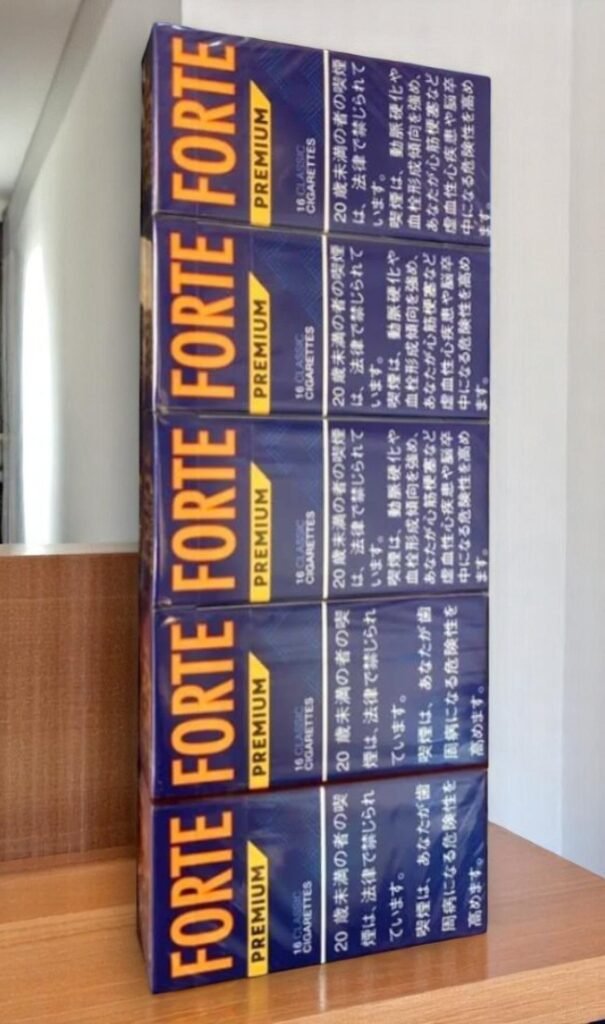 FORTE
PREMIUM
16 CLASSIC
CIGARETTES
20 歳未満の者の喫煙
は、法律で禁じられて
います。
喫煙は、動脈硬化や
血栓形成傾向を強め、
あなたが心筋梗塞など
虚血性心疾患や脳卒
中になる危険性を高め
ます。
FORTE
PREMIUM
16 CLASSIC
CIGARETTES
20 歳未満の者の喫煙
は、法律で禁じられて
います。
喫煙は、動脈硬化や
血栓形成傾向を強め、
あなたが心筋梗塞など
虚血性心疾患や脳卒
中になる危険性を高め
ます。
FORTE
PREMIUM
16 CLASSIC
CIGARETTES
20 歳未満の者の喫煙
は、法律で禁じられて
います。
喫煙は、動脈硬化や
血栓形成傾向を強め、
あなたが心筋梗塞など
虚血性心疾患や脳卒
中になる危険性を高め
ます。
FORTE
PREMIUM
16 CLASSIC
CIGARETTES
20 歳未満の者の喫
煙は、法律で禁じられ
ています。
喫煙は、あなたが歯
周病になる危険性を
高めます。
FORTE
PREMIUM
16 CLASSIC
CIGARETTES
20 歳未満の者の喫
煙は、法律で禁じられ
ています。
喫煙は、あなたが歯
周病になる危険性を
高めます。